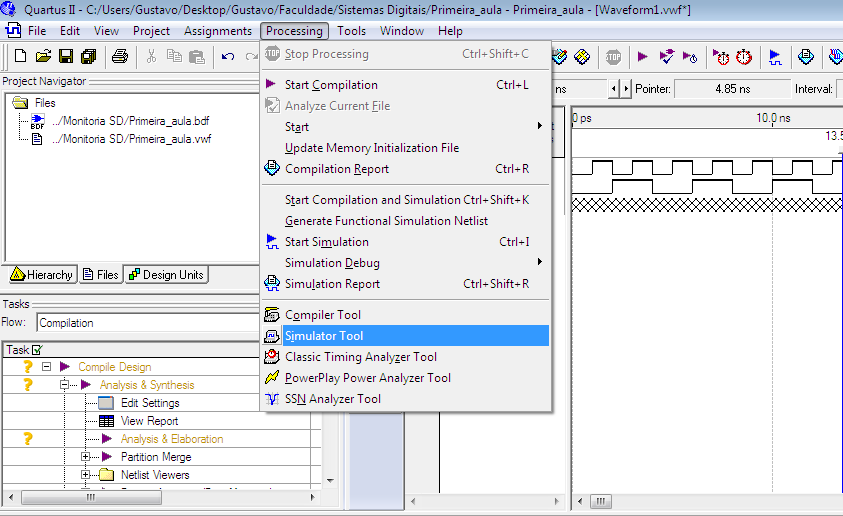 Quartus II - C:/Users/Gustavo/Desktop/Gustavo/Faculdade/Sistemas Digitais/Primeira_aula - Primeira_aula - [Waveform1.vwf*]
File Edit View Project Assignments Processing Tools Window Help
Project Navigator
Files
../Monitoria SD/Primeira_aula.bdf
../Monitoria SD/Primeira_aula.vwf
Hierarchy Files Design Units
Tasks
Flow: Compilation
Task
Compile Design
Analysis & Synthesis
Edit Settings
View Report
Analysis & Elaboration
Partition Merge
Netlist Viewers
STOP Stop Processing Ctrl+Shift+C
Start Compilation Ctrl+L
Analyze Current File
Start
Update Memory Initialization File
Compilation Report Ctrl+R
Start Compilation and Simulation Ctrl+Shift+K
Generate Functional Simulation Netlist
Start Simulation Ctrl+I
Simulation Debug
Simulation Report Ctrl+Shift+R
Compiler Tool
Simulator Tool
Classic Timing Analyzer Tool
PowerPlay Power Analyzer Tool
SSN Analyzer Tool
STOP
ns Pointer: 4.85 ns Interval:
0 ps 10.0 ns
13.5